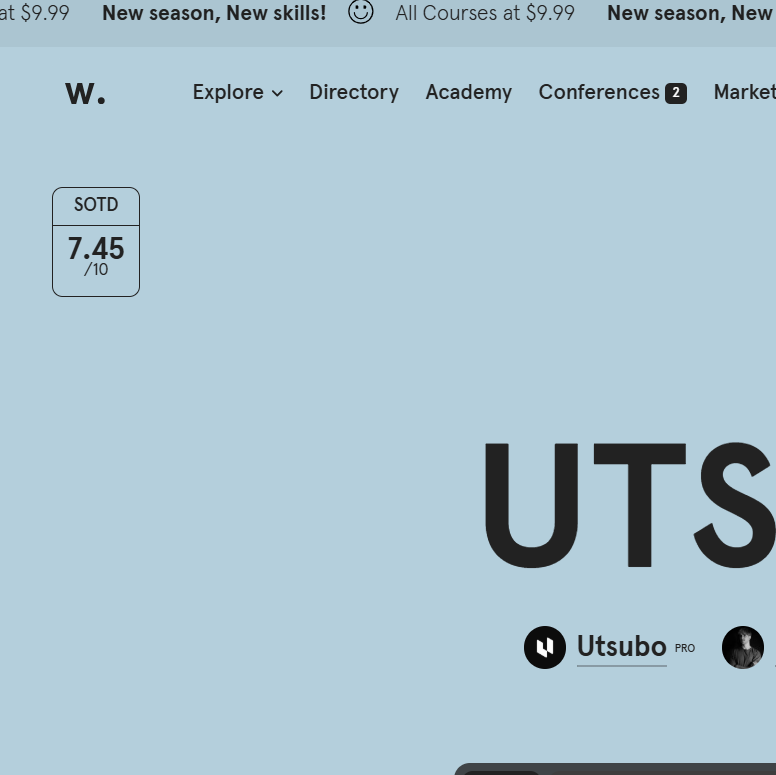 at $9.99 New season, New skills! All Courses at $9.99 New season, New
w.
Explore Directory Academy Conferences 2 Market
SOTD
7.45
/10
UTS
Utsubo PRO